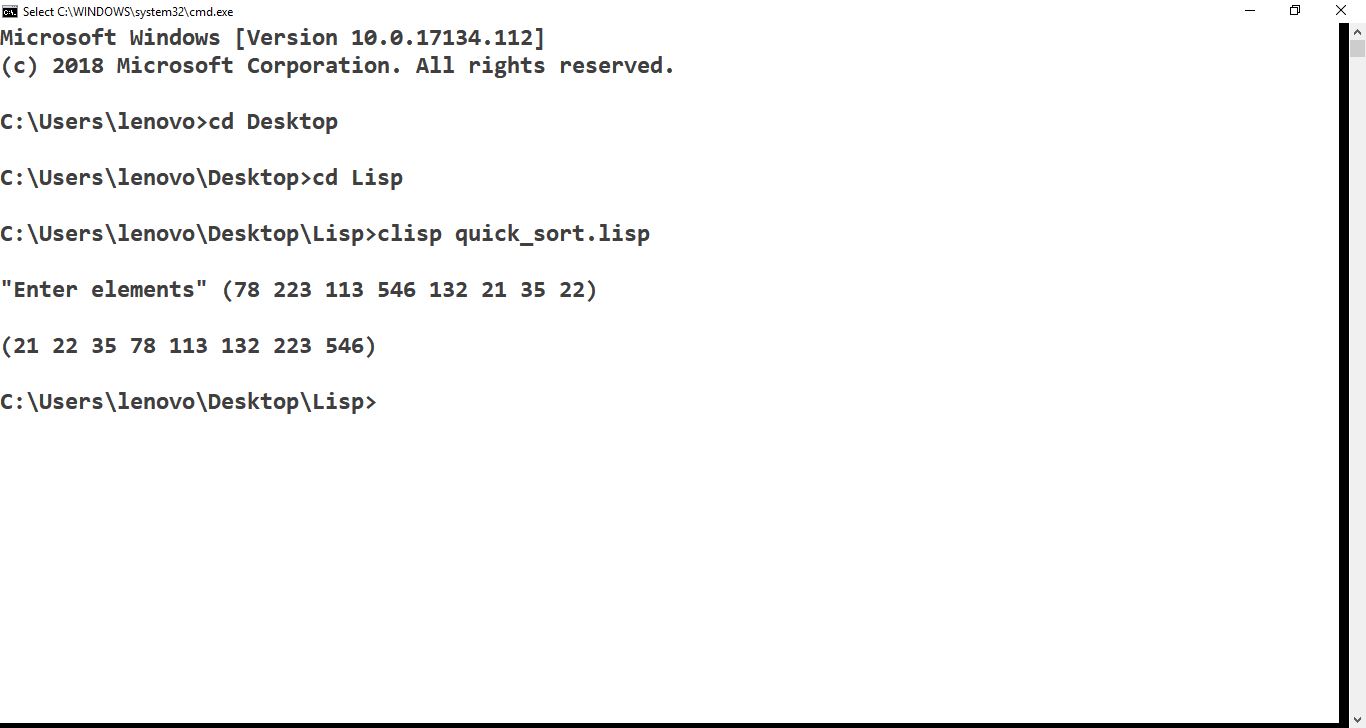 Select C:\WINDOWS\system32\cmd.exe
Microsoft Windows [Version 10.0.17134.112]
(c) 2018 Microsoft Corporation. All rights reserved.
C:\Users\lenovo>cd Desktop
C:\Users\lenovo\Desktop>cd Lisp
C:\Users\lenovo\Desktop\Lisp>clisp quick_sort.lisp
"Enter elements" (78 223 113 546 132 21 35 22)
(21 22 35 78 113 132 223 546)
C:\Users\lenovo\Desktop\Lisp>